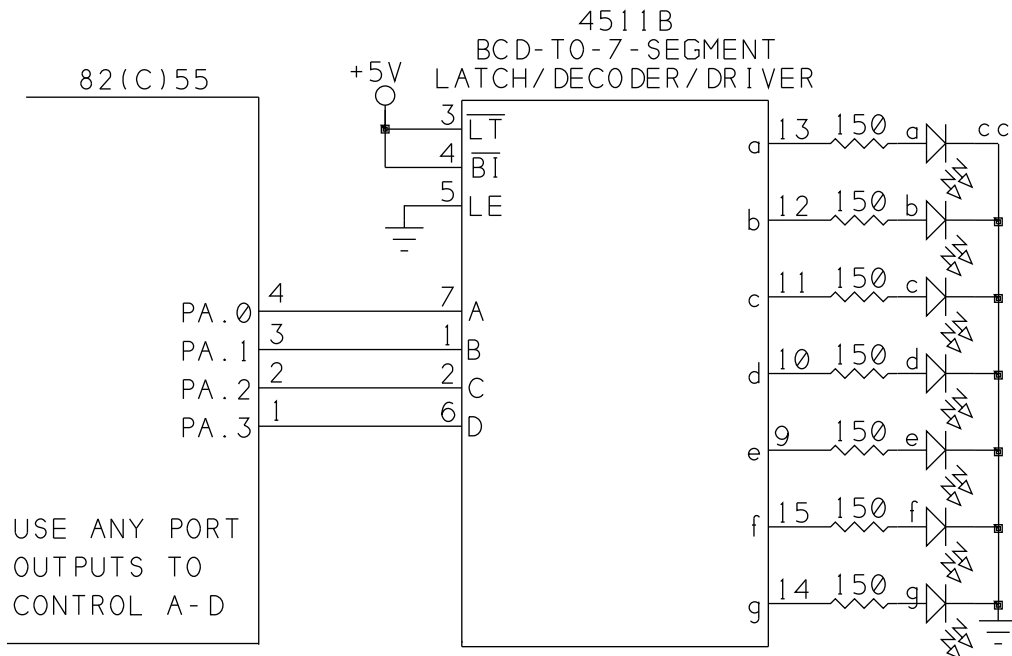 4511B
BCD-TO-7-SEGMENT
LATCH/DECODER/DRIVER
82(C)55
+5V
3 LT
4 BI
5 LE
PA.0 4 7 A
PA.1 3 1 B
PA.2 2 2 C
PA.3 1 6 D
a 13 150 a cc
b 12 150 b
c 11 150 c
d 10 150 d
e 9 150 e
f 15 150 f
g 14 150 g
USE ANY PORT
OUTPUTS TO
CONTROL A-D